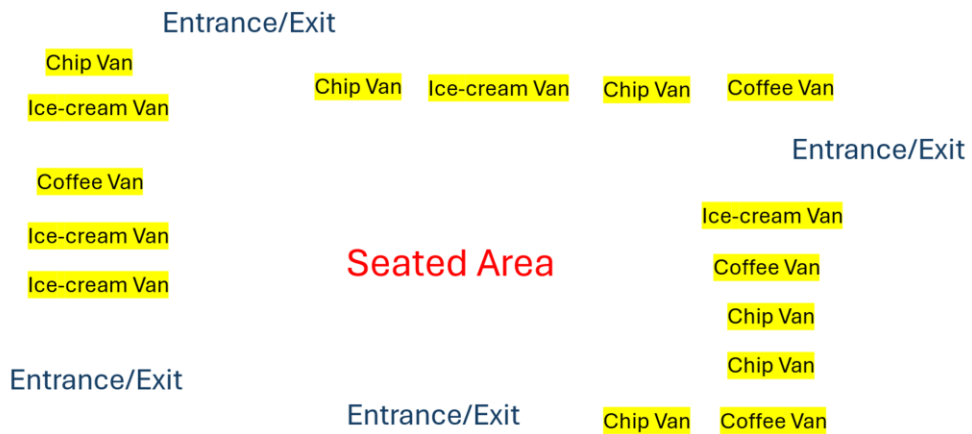 Entrance/Exit
Chip Van
Ice-cream Van
Coffee Van
Ice-cream Van
Ice-cream Van
Entrance/Exit
Chip Van Ice-cream Van Chip Van Coffee Van
Entrance/Exit
Seated Area
Ice-cream Van
Coffee Van
Chip Van
Chip Van
Entrance/Exit Chip Van Coffee Van